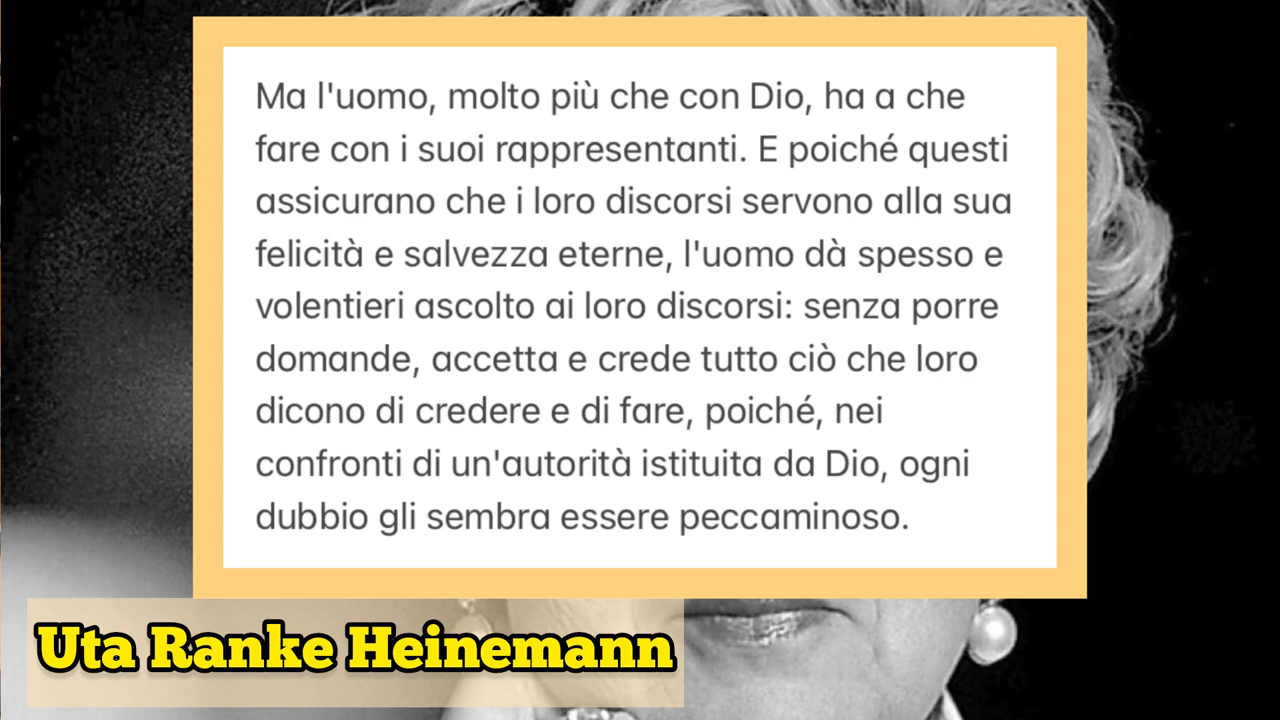 Ma l'uomo, molto più che con Dio, ha a che
fare con i suoi rappresentanti. E poiché questi
assicurano che i loro discorsi servono alla sua
felicità e salvezza eterne, l'uomo dà spesso e
volentieri ascolto ai loro discorsi: senza porre
domande, accetta e crede tutto ciò che loro
dicono di credere e di fare, poiché, nei
confronti di un'autorità istituita da Dio, ogni
dubbio gli sembra essere peccaminoso.
Uta Ranke Heinemann